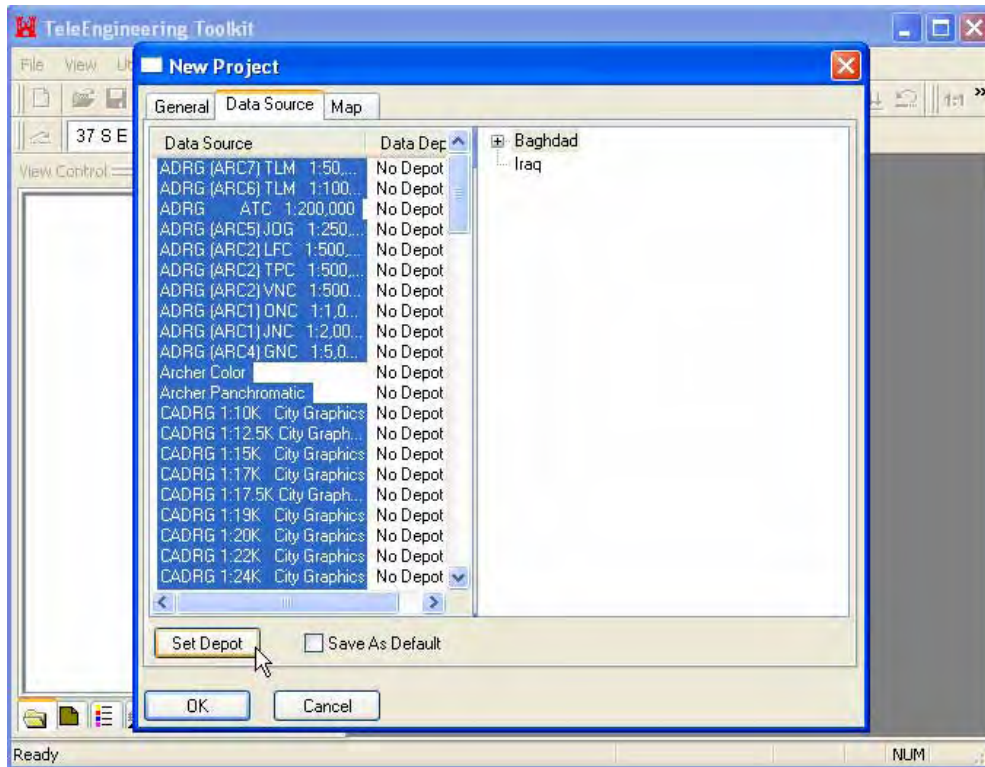 TeleEngineering Toolkit
File View Ut
New Project
General Data Source Map
1:1 »
37 S E
View Control
Data Source Data Dep
ADRG (ARC7) TLM 1:50,... No Depot
ADRG (ARC6) TLM 1:100... No Depot
ADRG ATC 1:200,000 No Depot
ADRG (ARC5) JOG 1:250,... No Depot
ADRG (ARC2) LFC 1:500,... No Depot
ADRG (ARC2) TPC 1:500,... No Depot
ADRG (ARC2) VNC 1:500... No Depot
ADRG (ARC1) ONC 1:1,0... No Depot
ADRG (ARC1) JNC 1:2,00... No Depot
ADRG (ARC4) GNC 1:5,0... No Depot
Archer Color No Depot
Archer Panchromatic No Depot
CADRG 1:10K City Graphics No Depot
CADRG 1:12.5K City Graph... No Depot
CADRG 1:15K City Graphics No Depot
CADRG 1:17K City Graphics No Depot
CADRG 1:17.5K City Graph... No Depot
CADRG 1:19K City Graphics No Depot
CADRG 1:20K City Graphics No Depot
CADRG 1:22K City Graphics No Depot
CADRG 1:24K City Graphics No Depot
Baghdad
Iraq
Set Depot Save As Default
OK Cancel
Ready NUM